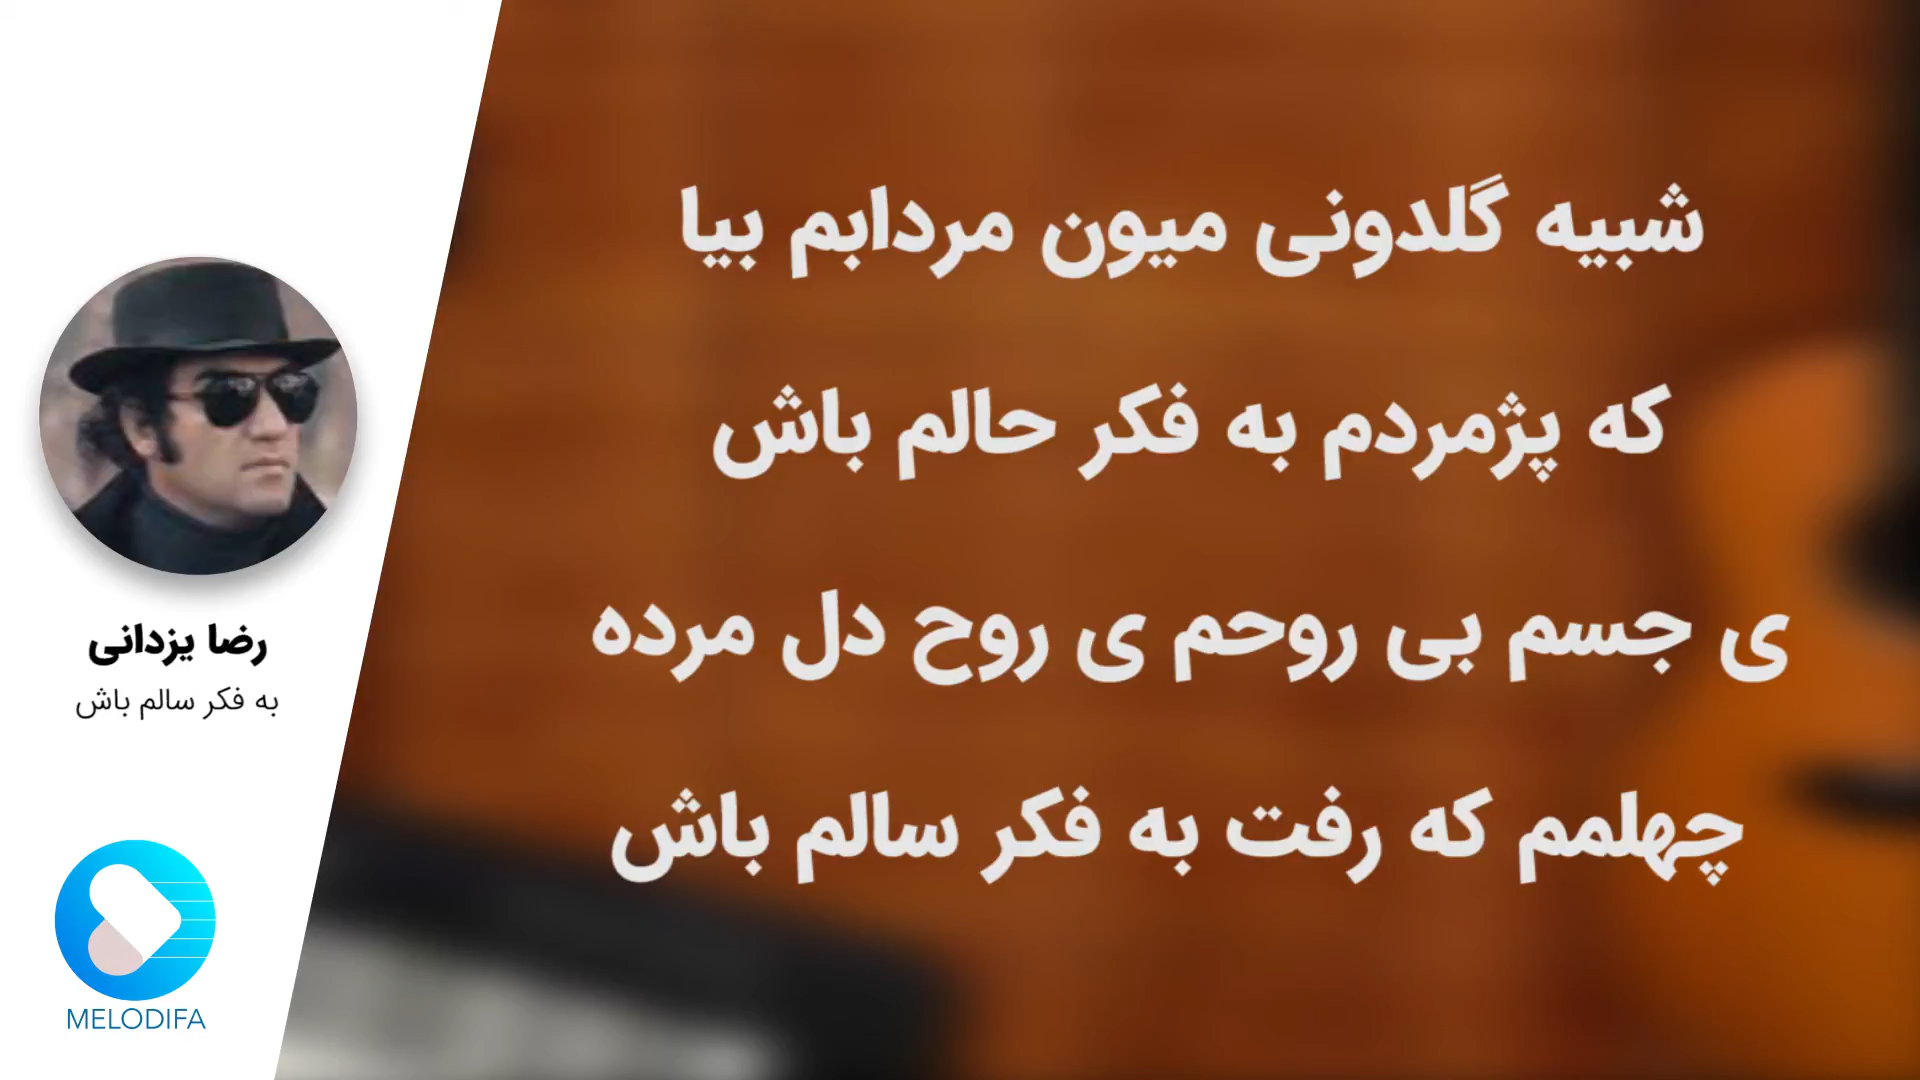 شبیه گلدونی میون مردابم بیا
که پژمردم به فکر حالم باش
ی جسم بی روحم ی روح دل مرده
چهلمم که رفت به فکر سالم باش
رضا یزدانی
به فکر سالم باش
MELODIFA